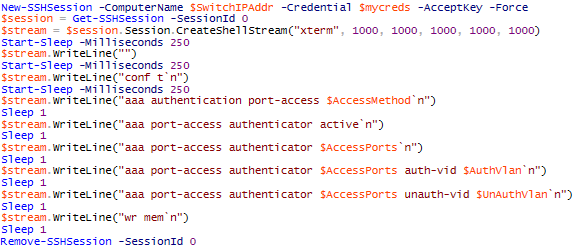 New-SSHSession -ComputerName $SwitchIPAddr -Credential $mycreds -AcceptKey -Force
$session = Get-SSHSession -SessionId 0
$stream = $session.Session.CreateShellStream("xterm", 1000, 1000, 1000, 1000, 1000)
Start-Sleep -Milliseconds 250
$stream.WriteLine("")
Start-Sleep -Milliseconds 250
$stream.WriteLine("conf t`n")
Start-Sleep -Milliseconds 250
$stream.WriteLine("aaa authentication port-access $AccessMethod`n")
Sleep 1
$stream.WriteLine("aaa port-access authenticator active`n")
Sleep 1
$stream.WriteLine("aaa port-access authenticator $AccessPorts`n")
Sleep 1
$stream.WriteLine("aaa port-access authenticator $AccessPorts auth-vid $AuthVlan`n")
Sleep 1
$stream.WriteLine("aaa port-access authenticator $AccessPorts unauth-vid $UnAuthVlan`n")
Sleep 1
$stream.WriteLine("wr mem`n")
Sleep 1
Remove-SSHSession -SessionId 0